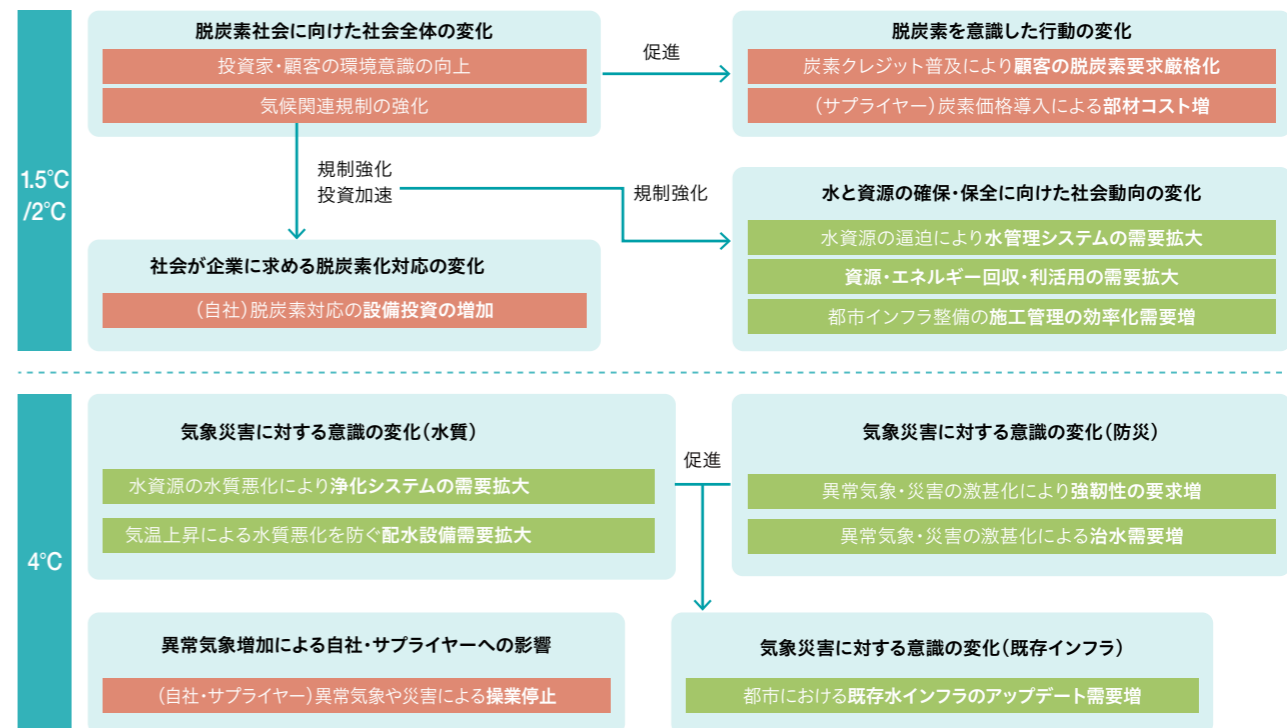 1.5°C
/2°C
脱炭素社会に向けた社会全体の変化
投資家・顧客の環境意識の向上
気候関連規制の強化
促進
脱炭素を意識した行動の変化
炭素クレジット普及により顧客の脱炭素要求厳格化
(サプライヤー)炭素価格導入による部材コスト増
規制強化
投資加速
規制強化
社会が企業に求める脱炭素化対応の変化
(自社)脱炭素対応の設備投資の増加
水と資源の確保・保全に向けた社会動向の変化
水資源の逼迫により水管理システムの需要拡大
資源・エネルギー回収・利活用の需要拡大
都市インフラ整備の施工管理の効率化需要増
4°C
気象災害に対する意識の変化(水質)
水資源の水質悪化により浄化システムの需要拡大
気温上昇による水質悪化を防ぐ配水設備需要拡大
促進
気象災害に対する意識の変化(防災)
異常気象・災害の激甚化により強靭性の要求増
異常気象・災害の激甚化による治水需要増
異常気象増加による自社・サプライヤーへの影響
(自社・サプライヤー)異常気象や災害による操業停止
気象災害に対する意識の変化(既存インフラ)
都市における既存水インフラのアップデート需要増